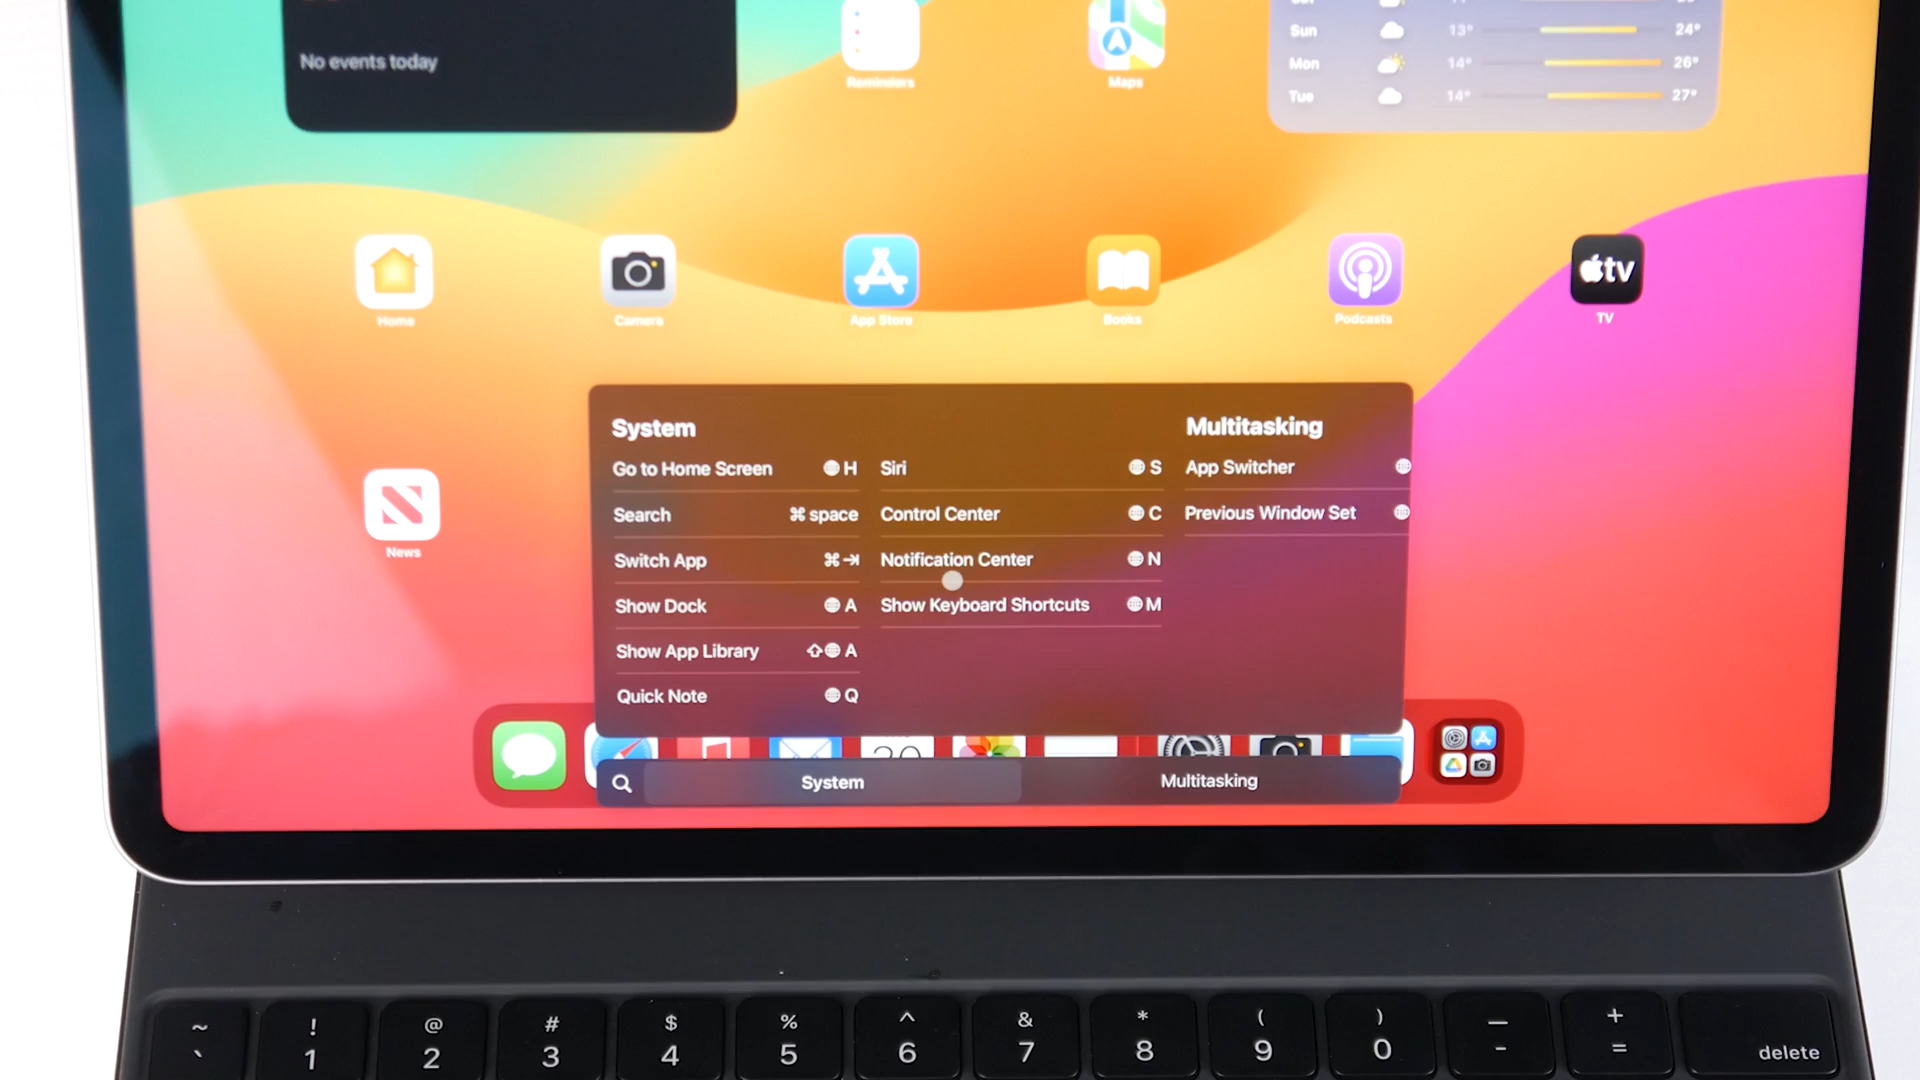 No events today
Reminders
Maps
Sun 13° 24°
Mon 14° 26°
Tue 14° 27°
Home
Camera
App Store
Books
Podcasts
tv
TV
News
System
Multitasking
Go to Home Screen H
Siri S
App Switcher
Search ⌘ space
Control Center C
Previous Window Set
Switch App ⌘ ⇥
Notification Center N
Show Dock A
Show Keyboard Shortcuts M
Show App Library ⇧ A
Quick Note Q
System
Multitasking
~ ! @ # $ % ^ & * ( ) — +
` 1 2 3 4 5 6 7 8 9 0 - = delete